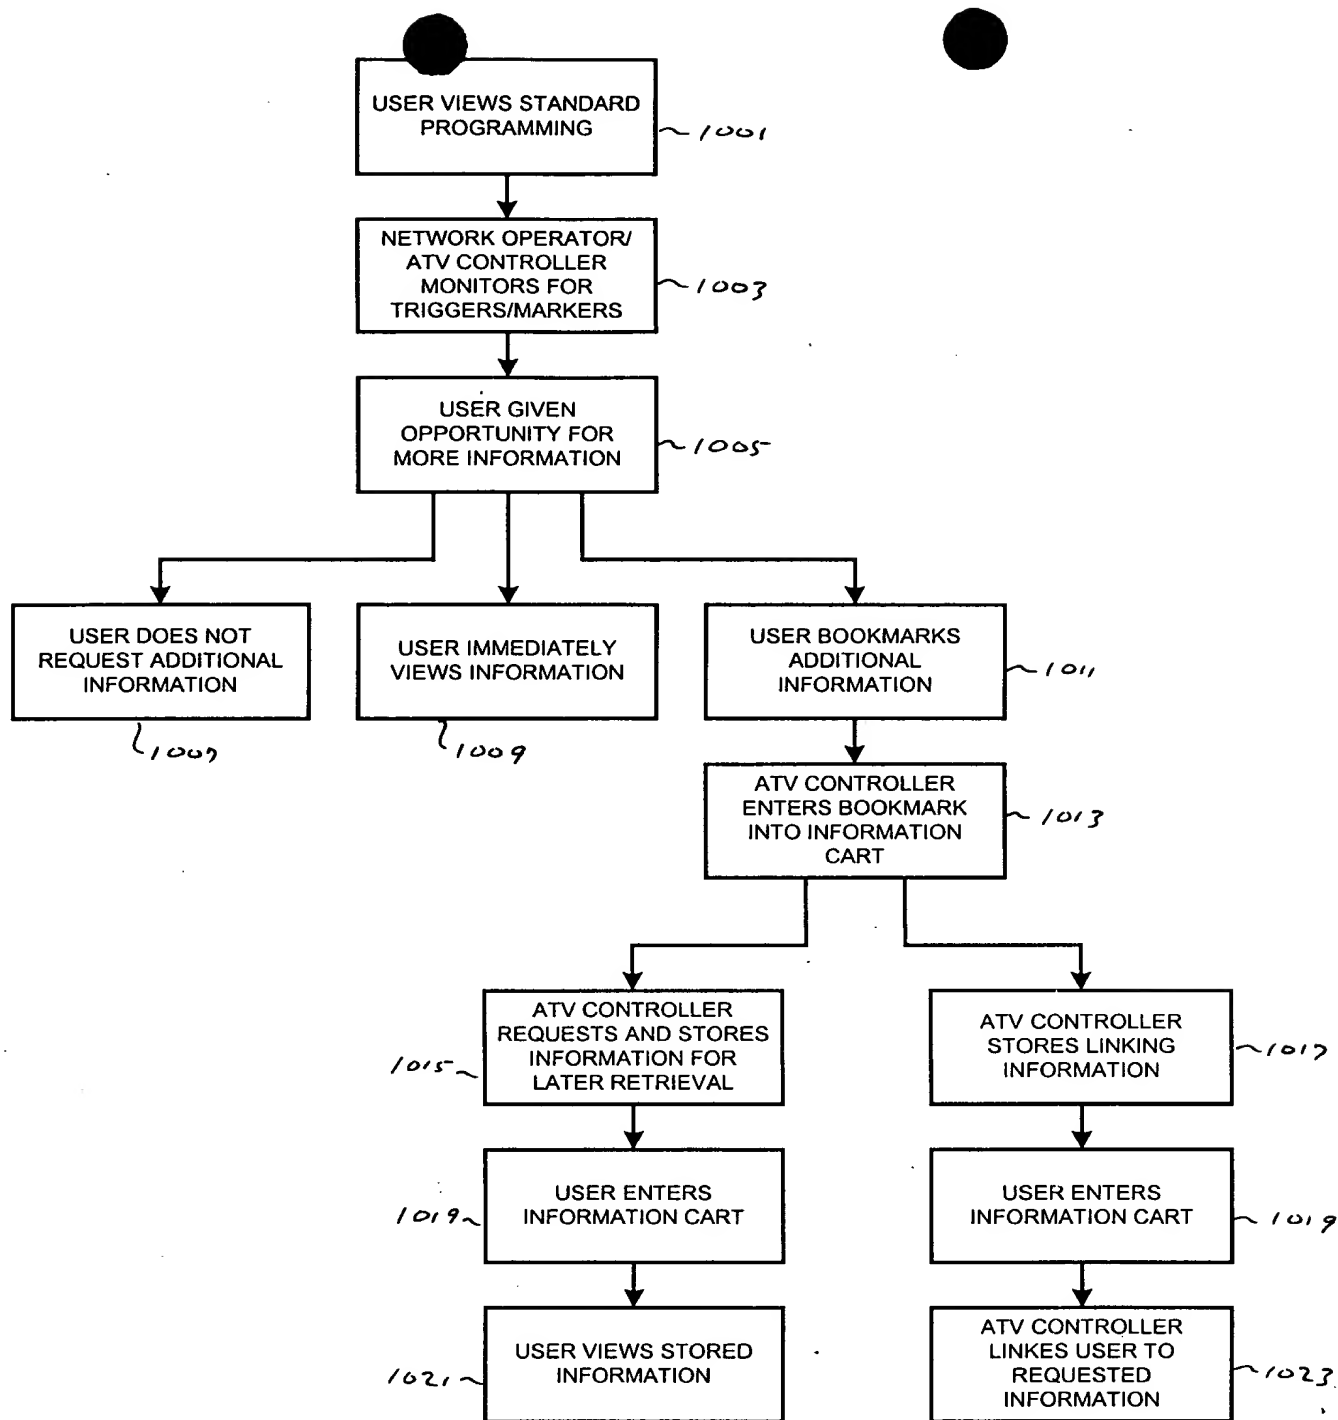 USER VIEWS STANDARD
PROGRAMMING
1001
NETWORK OPERATOR/
ATV CONTROLLER
MONITORS FOR
TRIGGERS/MARKERS
1003
USER GIVEN
OPPORTUNITY FOR
MORE INFORMATION
1005
USER DOES NOT
REQUEST ADDITIONAL
INFORMATION
1007
USER IMMEDIATELY
VIEWS INFORMATION
1009
USER BOOKMARKS
ADDITIONAL
INFORMATION
1011
ATV CONTROLLER
ENTERS BOOKMARK
INTO INFORMATION
CART
1013
ATV CONTROLLER
REQUESTS AND STORES
INFORMATION FOR
LATER RETRIEVAL
1015
ATV CONTROLLER
STORES LINKING
INFORMATION
1017
USER ENTERS
INFORMATION CART
1019
USER ENTERS
INFORMATION CART
1019
USER VIEWS STORED
INFORMATION
1021
ATV CONTROLLER
LINKES USER TO
REQUESTED
INFORMATION
1023